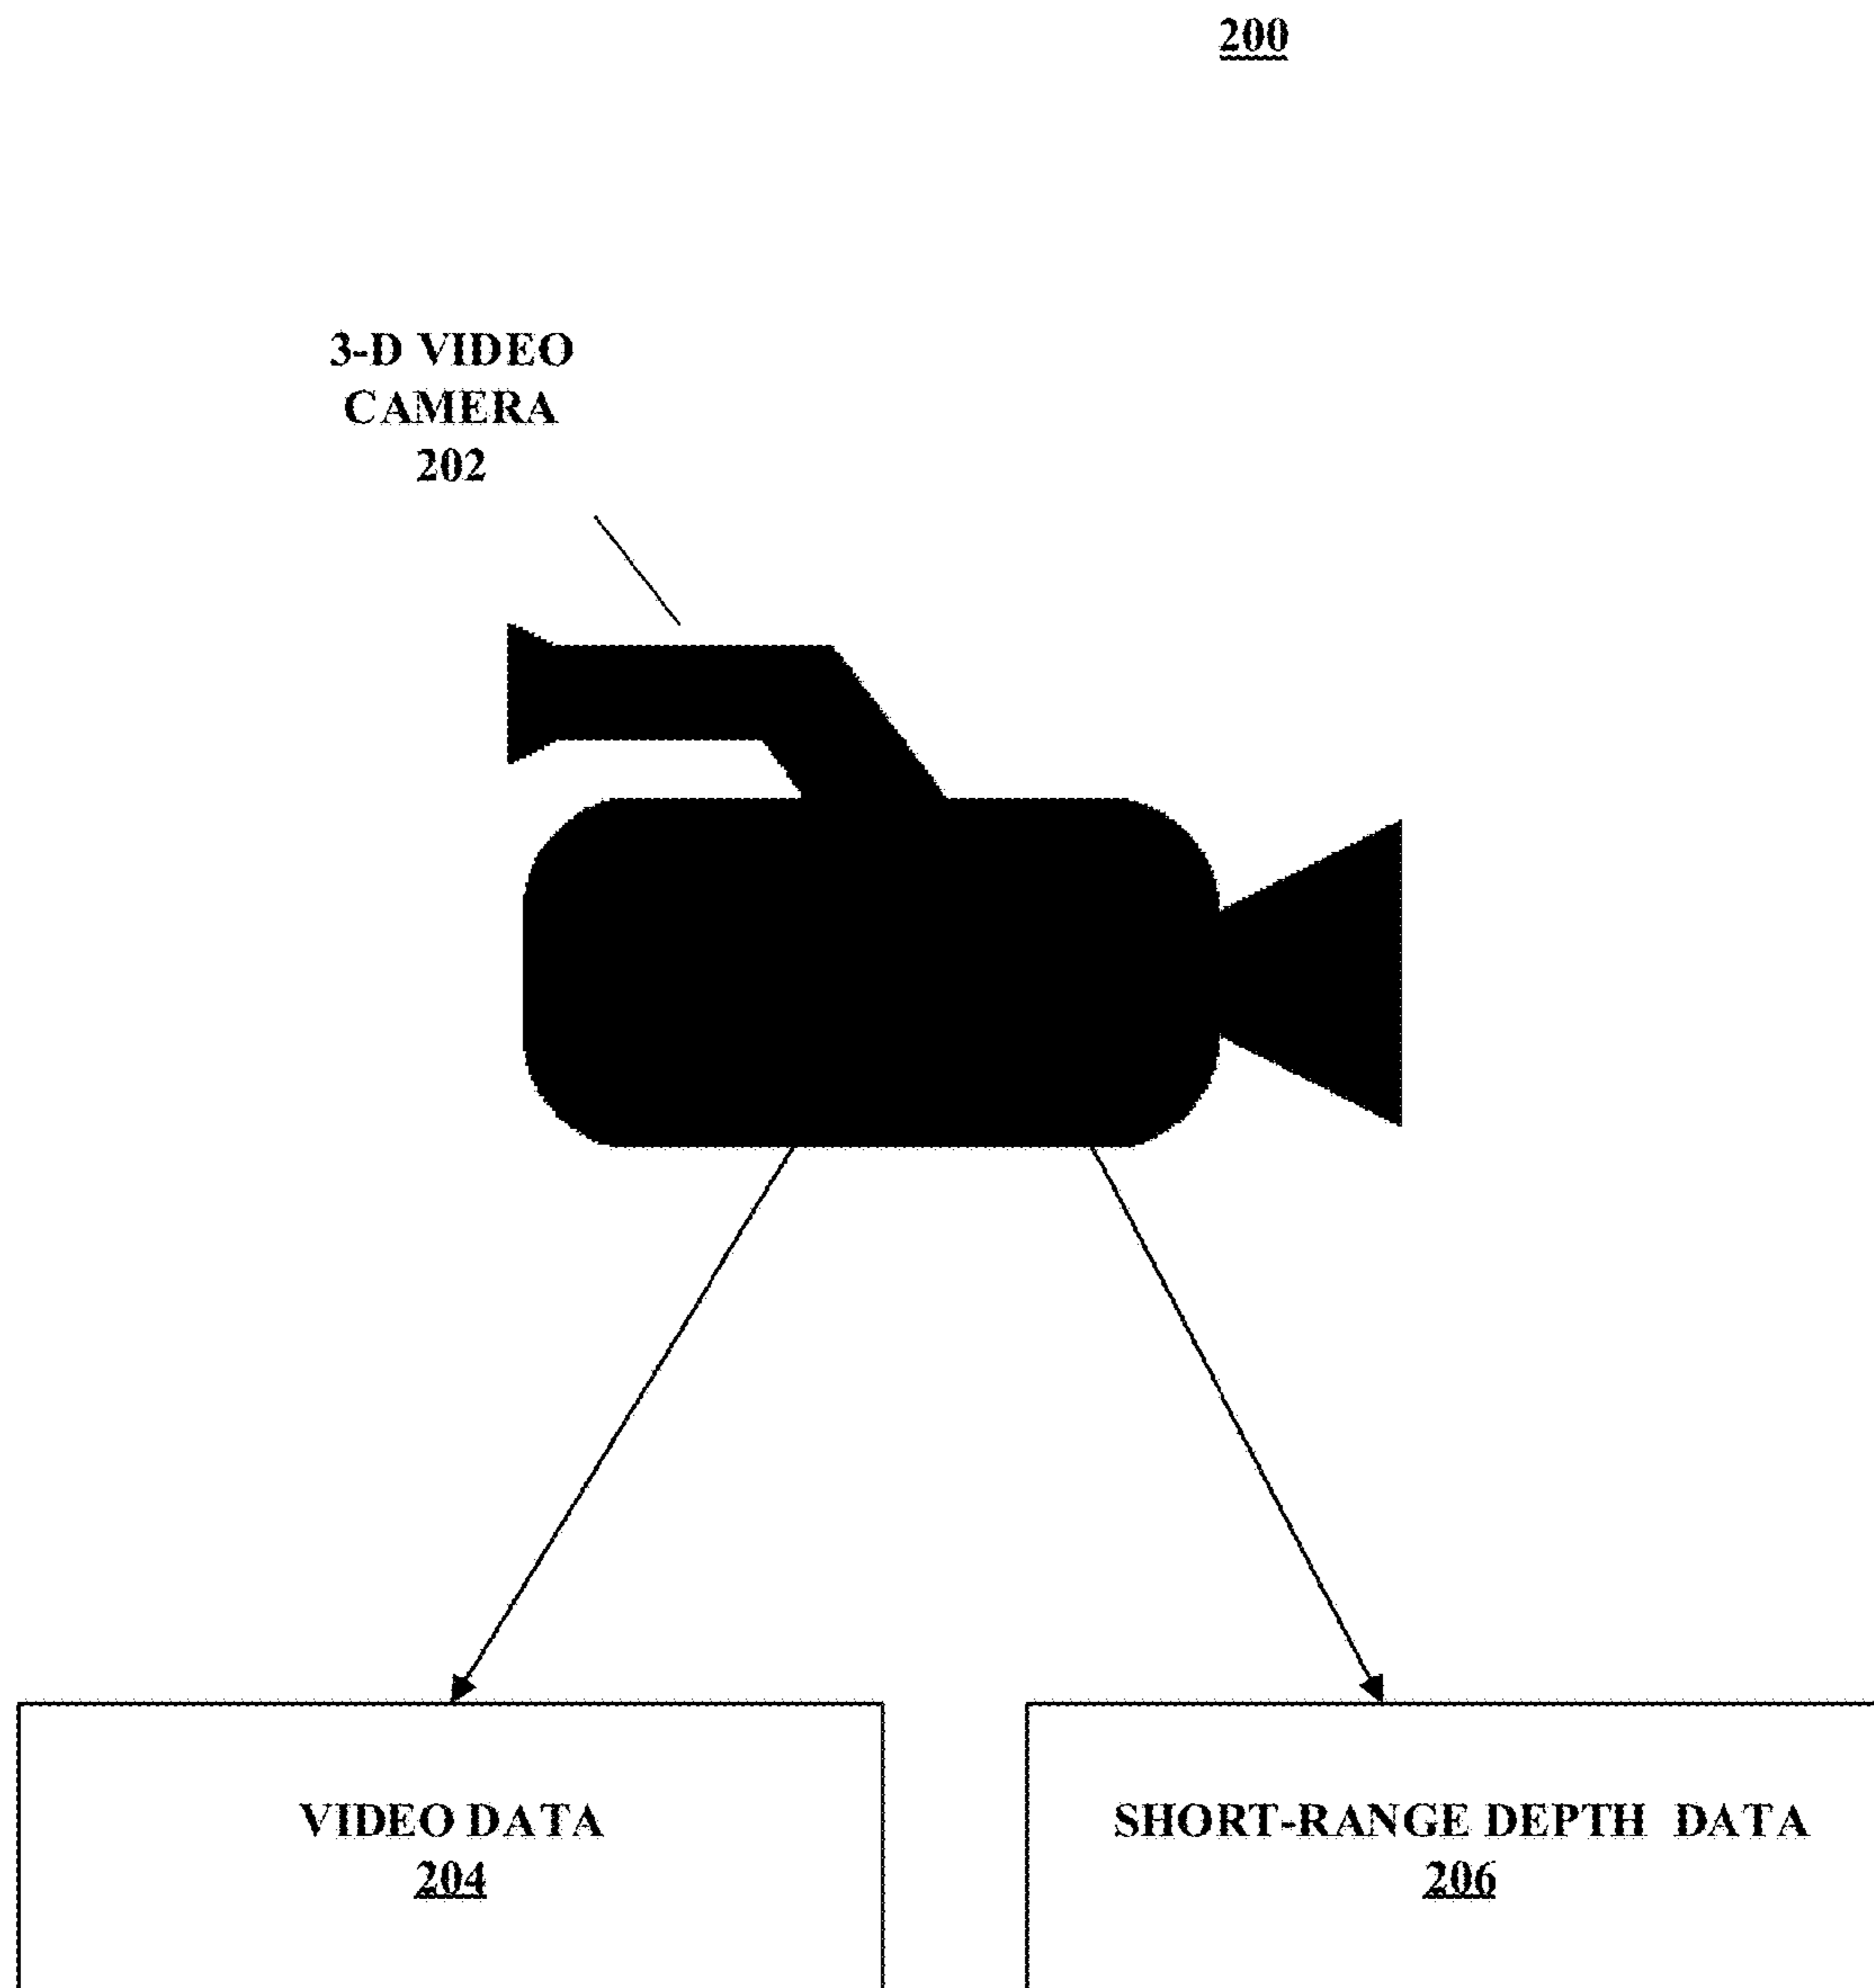 200
3-D VIDEO
CAMERA
202
VIDEO DATA
204
SHORT-RANGE DEPTH DATA
206